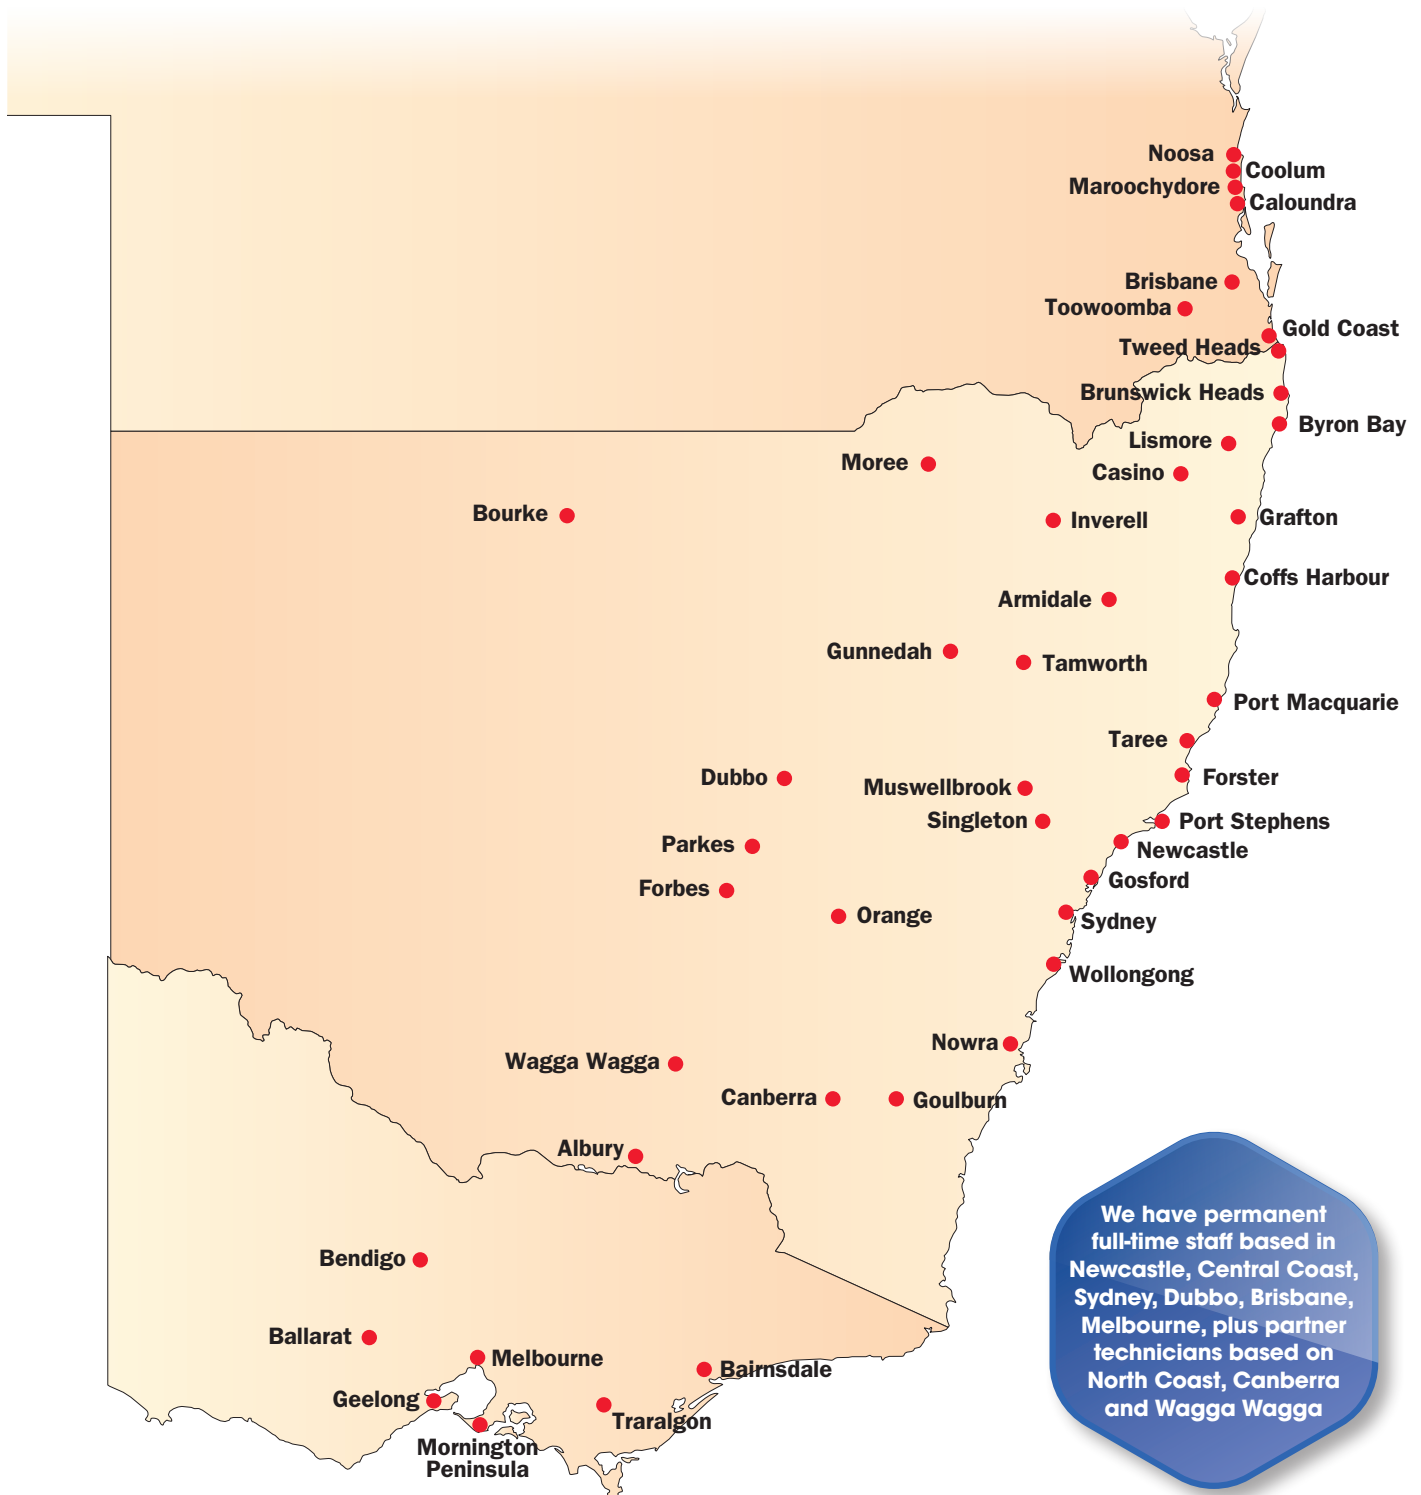 Noosa
Coolum
Maroochydore
Caloundra
Brisbane
Toowoomba
Gold Coast
Tweed Heads
Brunswick Heads
Byron Bay
Lismore
Moree
Casino
Bourke
Inverell
Grafton
Coffs Harbour
Armidale
Gunnedah
Tamworth
Port Macquarie
Taree
Dubbo
Forster
Muswellbrook
Singleton
Port Stephens
Parkes
Newcastle
Gosford
Forbes
Orange
Sydney
Wollongong
Nowra
Wagga Wagga
Canberra
Goulburn
Albury
We have permanent
full-time staff based in
Newcastle, Central Coast,
Sydney, Dubbo, Brisbane,
Melbourne, plus partner
technicians based on
North Coast, Canberra
and Wagga Wagga
Bendigo
Ballarat
Melbourne
Bairnsdale
Geelong
Traralgon
Mornington
Peninsula